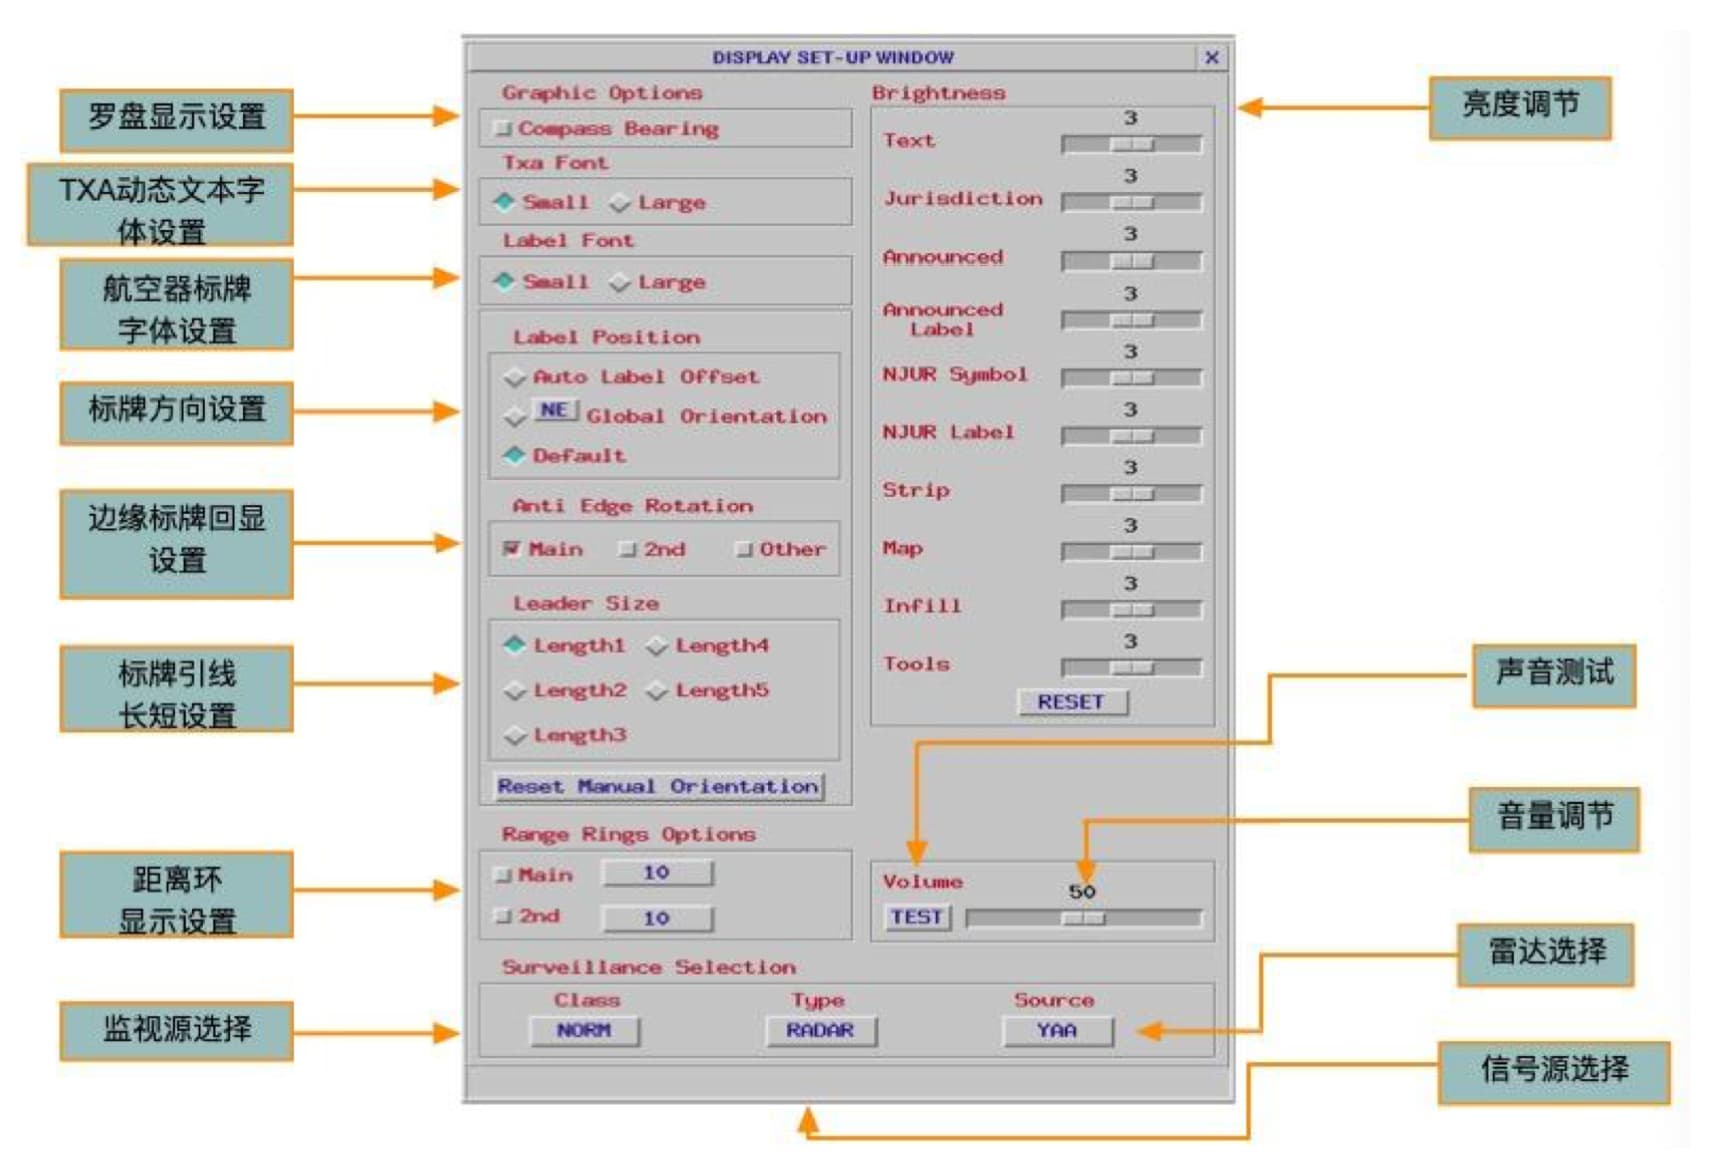 DISPLAY SET-UP WINDOW
×
罗盘显示设置
TXA动态文本字
体设置
航空器标牌
字体设置
标牌方向设置
边缘标牌回显
设置
标牌引线
长短设置
距离环
显示设置
监视源选择
Graphic Options
Compass Bearing
Txa Font
Small Large
Label Font
Small Large
Label Position
Auto Label Offset
NE Global Orientation
Default
Anti Edge Rotation
Main 2nd Other
Leader Size
Length1 Length4
Length2 Length5
Length3
Reset Manual Orientation
Range Rings Options
Main 10
2nd 10
Brightness
3
Text
3
Jurisdiction
3
Announced
3
Announced
Label
3
NJUR Symbol
3
NJUR Label
3
Strip
3
Map
3
Infill
3
Tools
RESET
Volume
50
TEST
Surveillance Selection
Class Type Source
NORM RADAR YAA
亮度调节
声音测试
音量调节
雷达选择
信号源选择